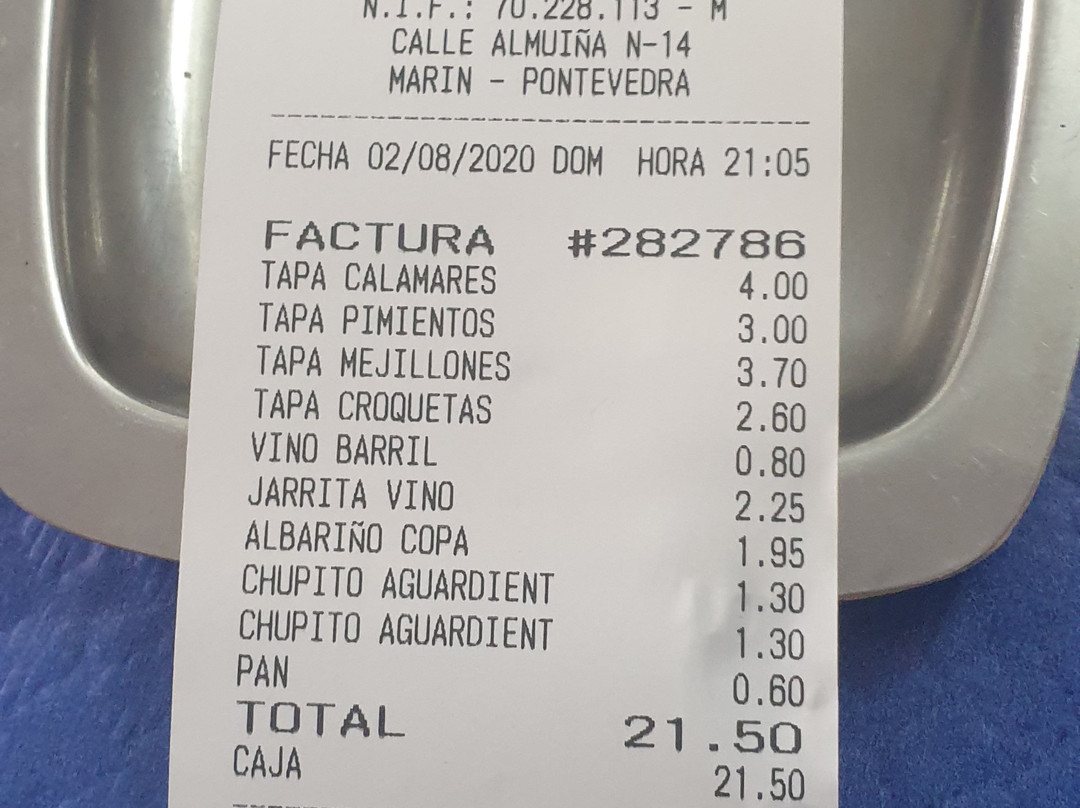 N.I.F.: 70.228.113 - M
CALLE ALMUIÑA N-14
MARIN - PONTEVEDRA
FECHA 02/08/2020 DOM HORA 21:05
FACTURA #282786
TAPA CALAMARES 4.00
TAPA PIMIENTOS 3.00
TAPA MEJILLONES 3.70
TAPA CROQUETAS 2.60
VINO BARRIL 0.80
JARRITA VINO 2.25
ALBARIÑO COPA 1.95
CHUPITO AGUARDIENT 1.30
CHUPITO AGUARDIENT 1.30
PAN 0.60
TOTAL 21.50
CAJA 21.50